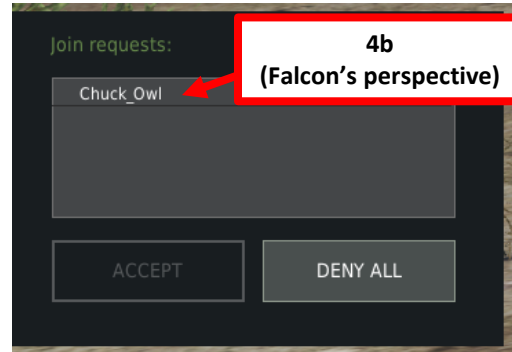 Join requests:
4b
(Falcon's perspective)
Chuck_Owl
ACCEPT
DENY ALL